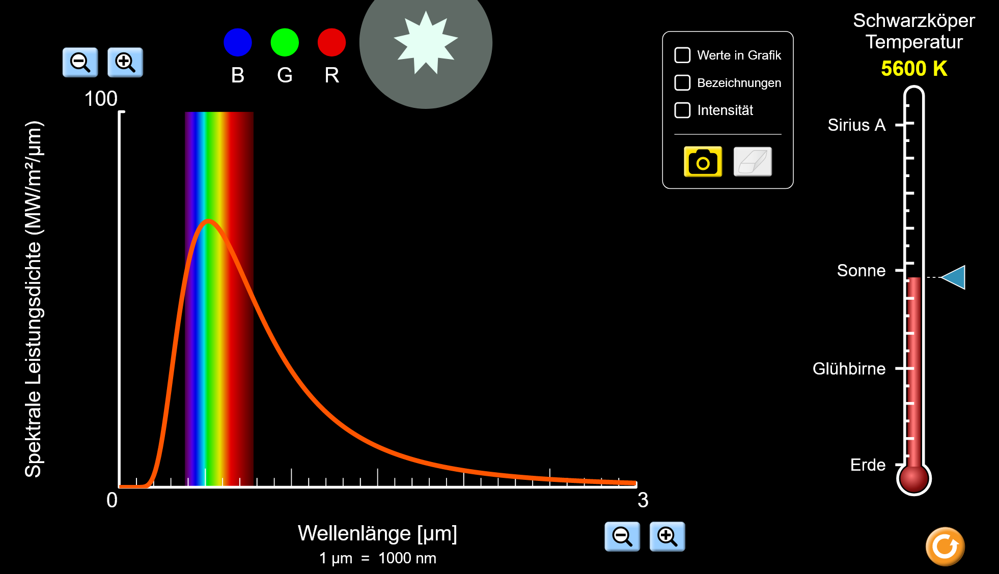 Schwarzköper
Temperatur
5600 K
B
G
R
Werte in Grafik
Bezeichnungen
Intensität
100
Spektrale Leistungsdichte (MW/m²/µm)
Sirius A
Sonne
Glühbirne
Erde
0
3
Wellenlänge [µm]
1 µm = 1000 nm